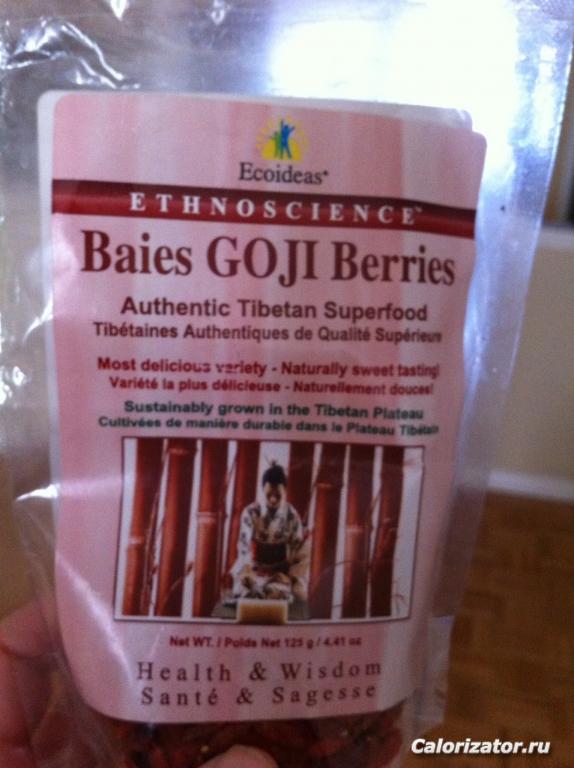 Ecoideas®
ETHNOSCIENCE™
Baies GOJI Berries
Authentic Tibetan Superfood
Tibétaines Authentiques de Qualité Supérieure
Most delicious variety - Naturally sweet tasting!
Variété la plus délicieuse - Naturellement douces!
Sustainably grown in the Tibetan Plateau
Cultivées de manière durable dans le Plateau Tibétain
Net WT. / Poids Net 125 g / 4.41 oz
Health & Wisdom
Santé & Sagesse
Calorizator.ru